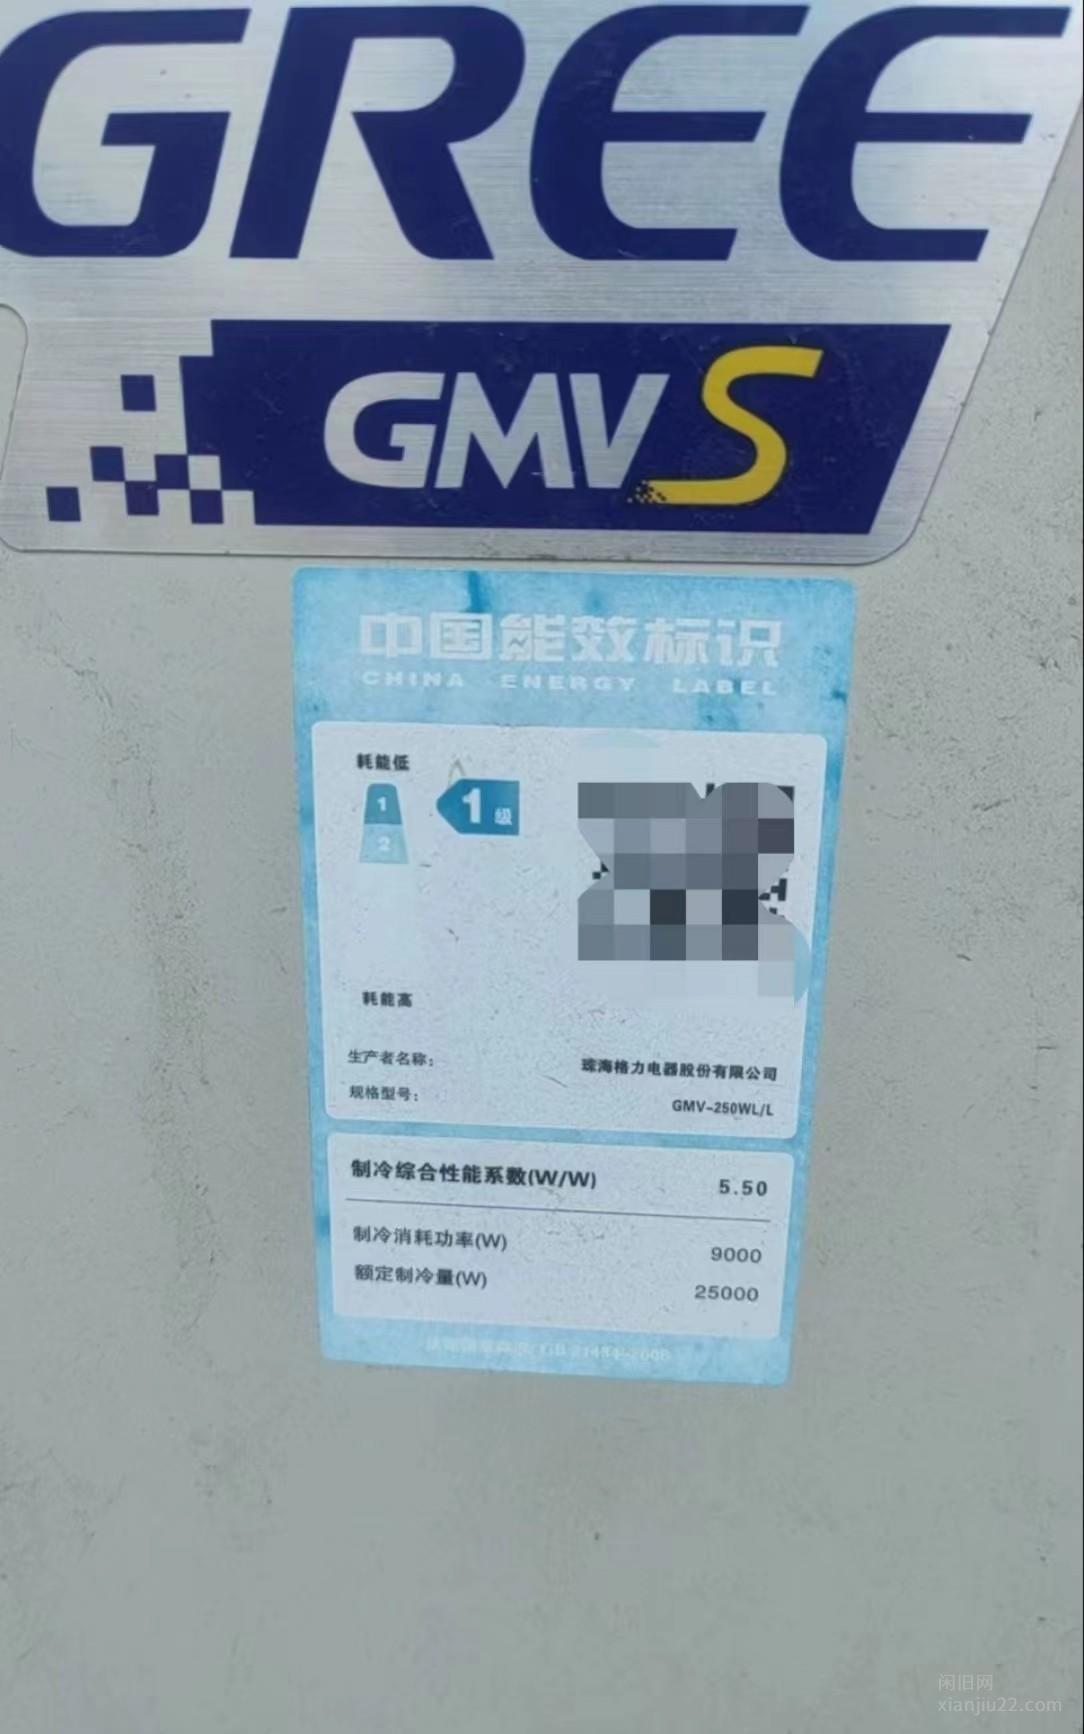 GREE
GMVS
中国能效标识
CHINA ENERGY LABEL
耗能低
1
1级
2
耗能高
生产者名称： 珠海格力电器股份有限公司
规格型号： GMV-250WL/L
制冷综合性能系数(W/W) 5.50
制冷消耗功率(W) 9000
额定制冷量(W) 25000
闲旧网
xianjiu22.com